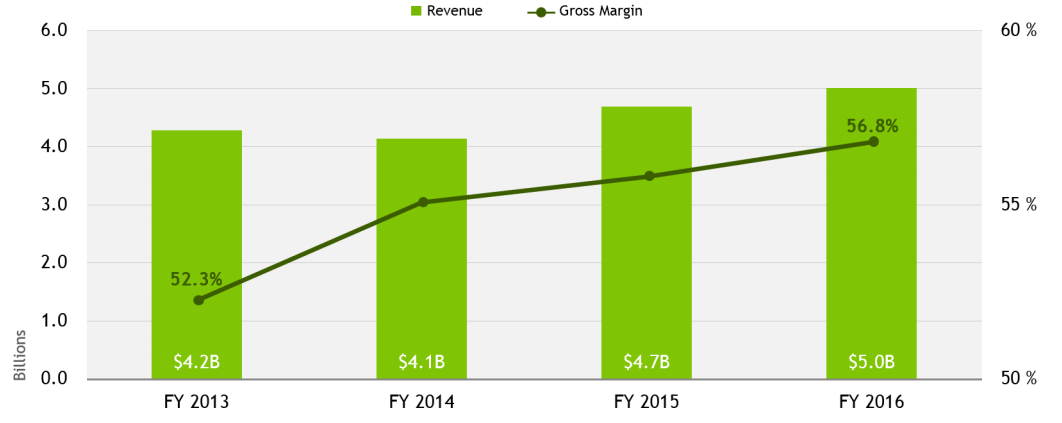 Revenue Gross Margin
6.0 60 %
5.0
4.0 56.8%
3.0 55 %
2.0
52.3%
1.0
Billions
$4.2B $4.1B $4.7B $5.0B
0.0 50 %
FY 2013 FY 2014 FY 2015 FY 2016